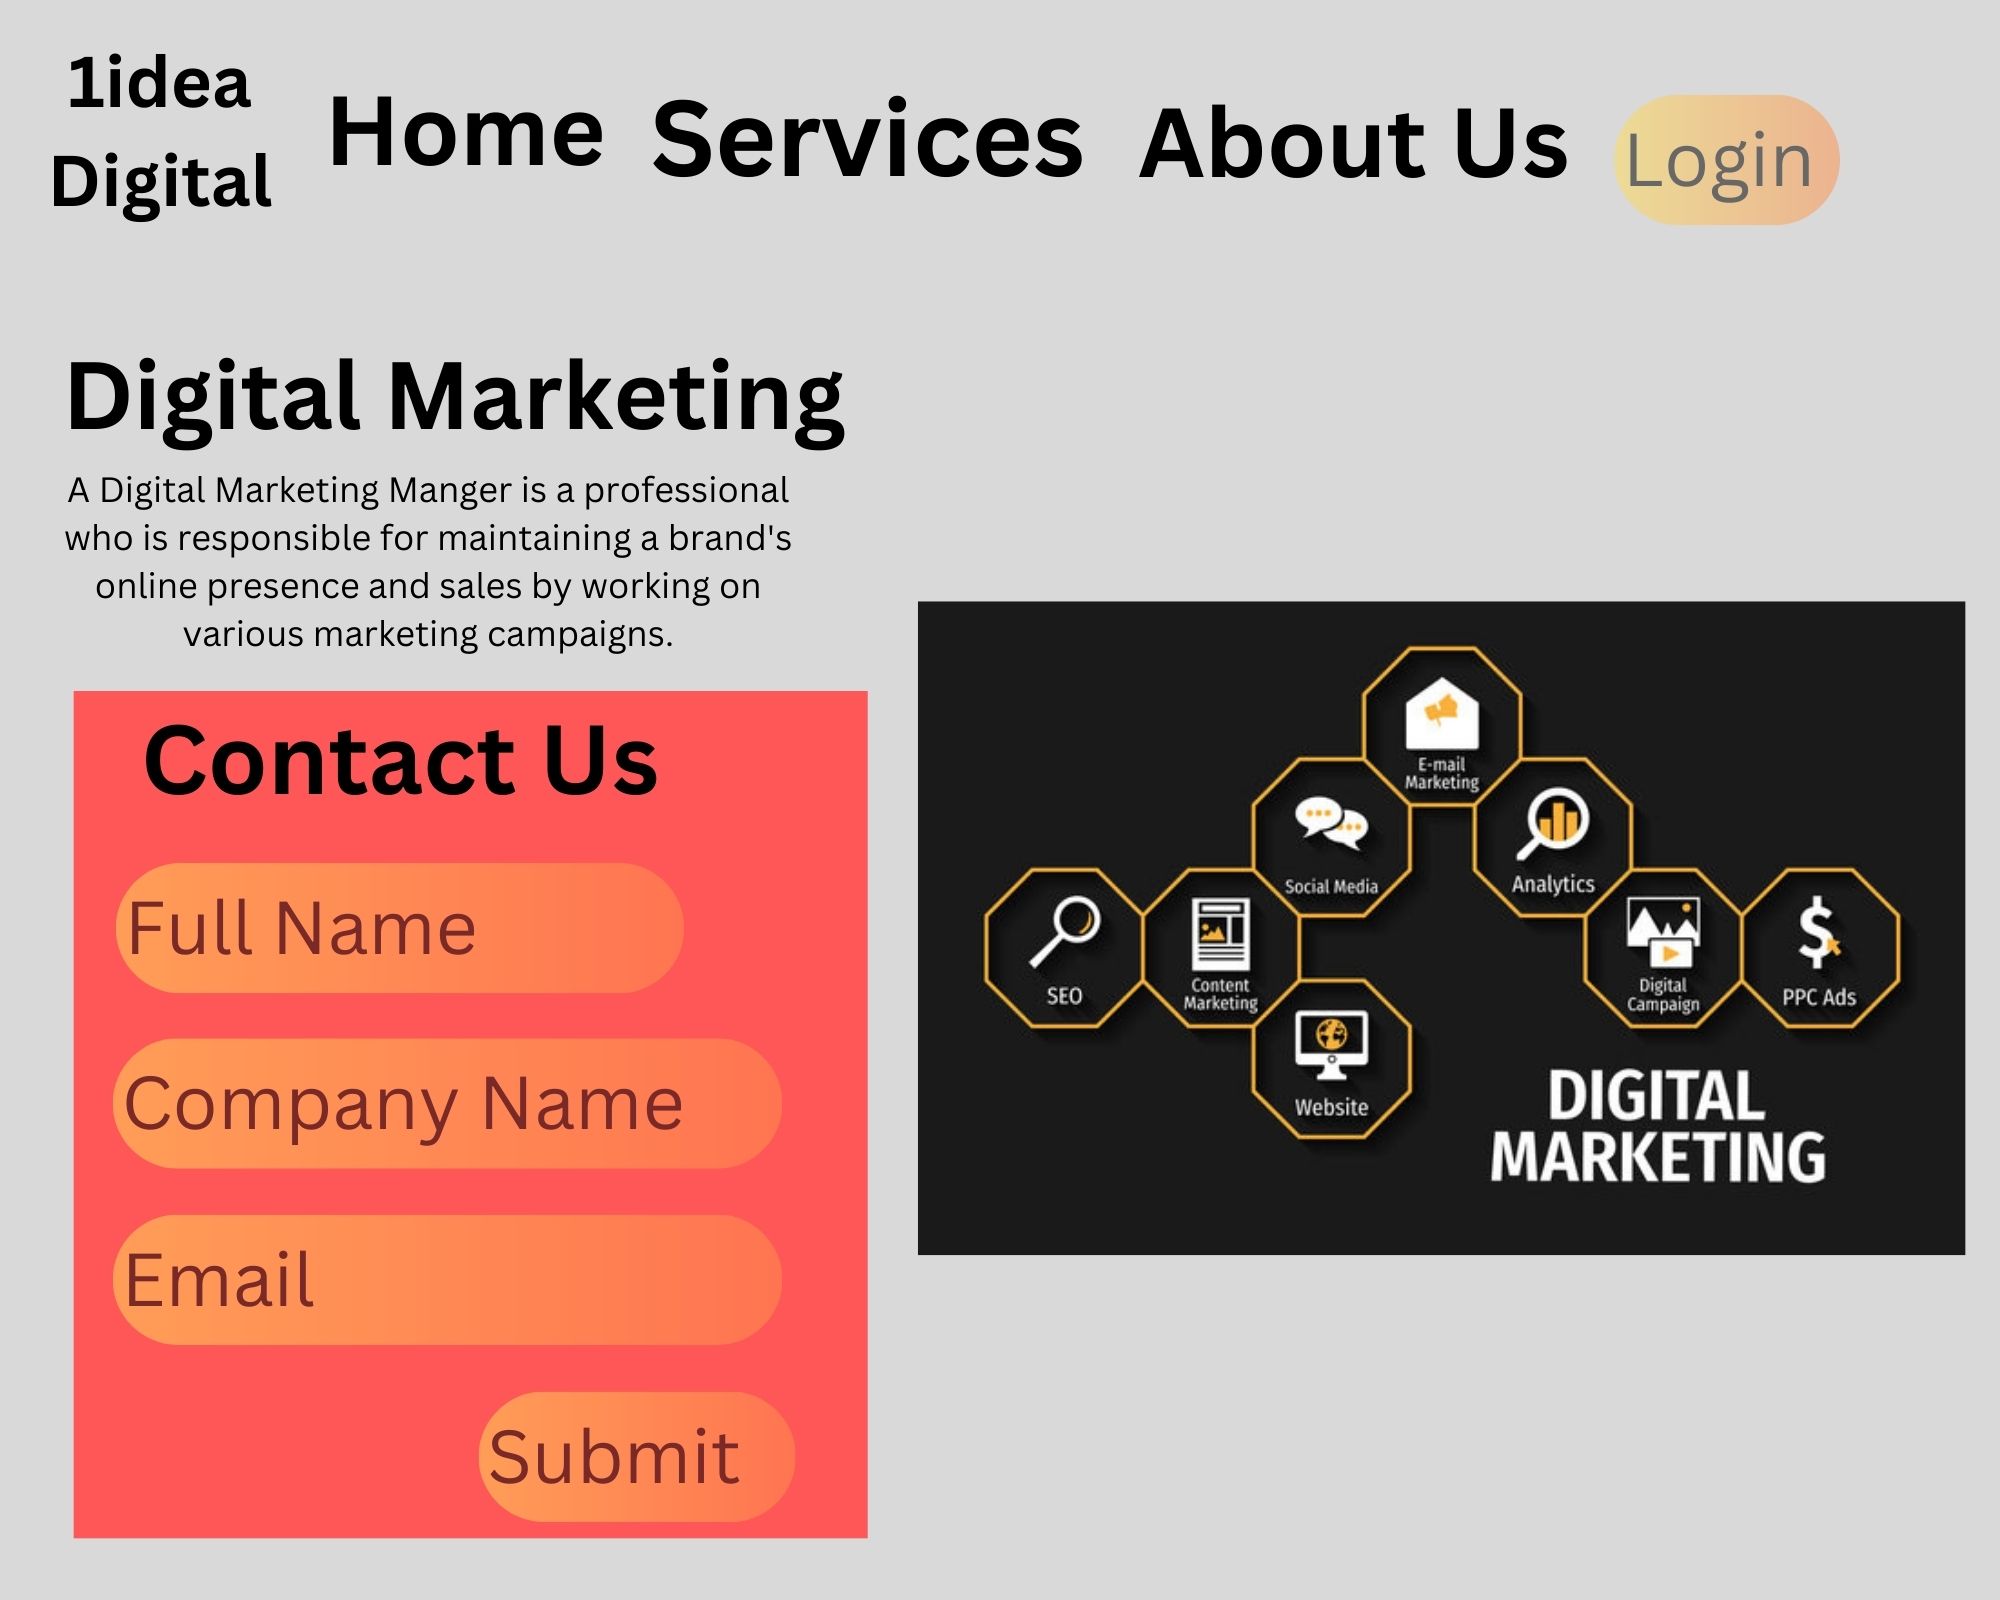 1idea
Digital
Home Services About Us Login
Digital Marketing
A Digital Marketing Manger is a professional
who is responsible for maintaining a brand's
online presence and sales by working on
various marketing campaigns.
Contact Us
Full Name
Company Name
Email
Submit
E-mail
Marketing
Social Media
Analytics
SEO
Content
Marketing
Digital
Campaign
PPC Ads
Website
DIGITAL
MARKETING